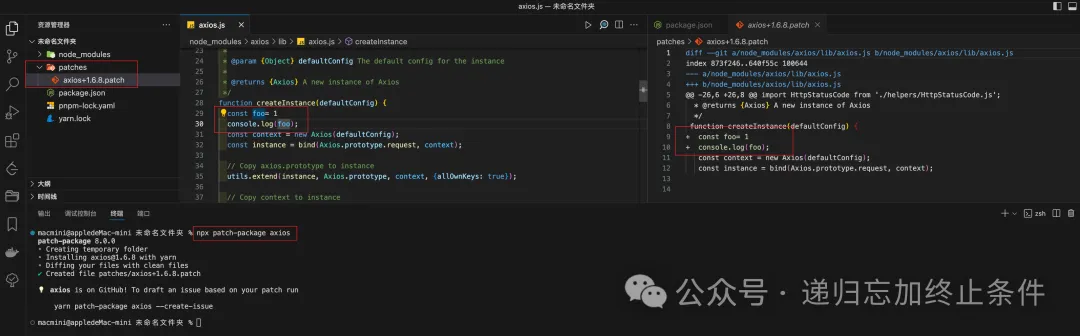 axios.js — 未命名文件夹
资源管理器
未命名文件夹
node_modules
patches
axios+1.6.8.patch
package.json
pnpm-lock.yaml
yarn.lock
大纲
时间线
axios.js
node_modules > axios > lib > axios.js > createInstance
23 *
24 * @param {Object} defaultConfig The default config for the instance
25 *
26 * @returns {Axios} A new instance of Axios
27 */
28 function createInstance(defaultConfig) {
29 const foo= 1
30 console.log(foo);
31 const context = new Axios(defaultConfig);
32 const instance = bind(Axios.prototype.request, context);
33
34 // Copy axios.prototype to instance
35 utils.extend(instance, Axios.prototype, context, {allOwnKeys: true});
36
37 // Copy context to instance
package.json
axios+1.6.8.patch
patches > axios+1.6.8.patch
1 diff --git a/node_modules/axios/lib/axios.js b/node_modules/axios/lib/axios.js
2 index 873f246..640f55c 100644
3 --- a/node_modules/axios/lib/axios.js
4 +++ b/node_modules/axios/lib/axios.js
5 @@ -26,6 +26,8 @@ import HttpStatusCode from './helpers/HttpStatusCode.js';
6 * @returns {Axios} A new instance of Axios
7 */
8 function createInstance(defaultConfig) {
9 + const foo= 1
10 + console.log(foo);
11 const context = new Axios(defaultConfig);
12 const instance = bind(Axios.prototype.request, context);
13
14
输出 调试控制台 终端 端口
zsh
macmini@appledeMac-mini 未命名文件夹 % npx patch-package axios
patch-package 8.0.0
• Creating temporary folder
• Installing axios@1.6.8 with yarn
• Diffing your files with clean files
✔ Created file patches/axios+1.6.8.patch
💡 axios is on GitHub! To draft an issue based on your patch run
yarn patch-package axios --create-issue
macmini@appledeMac-mini 未命名文件夹 %
公众号 · 递归忘加终止条件